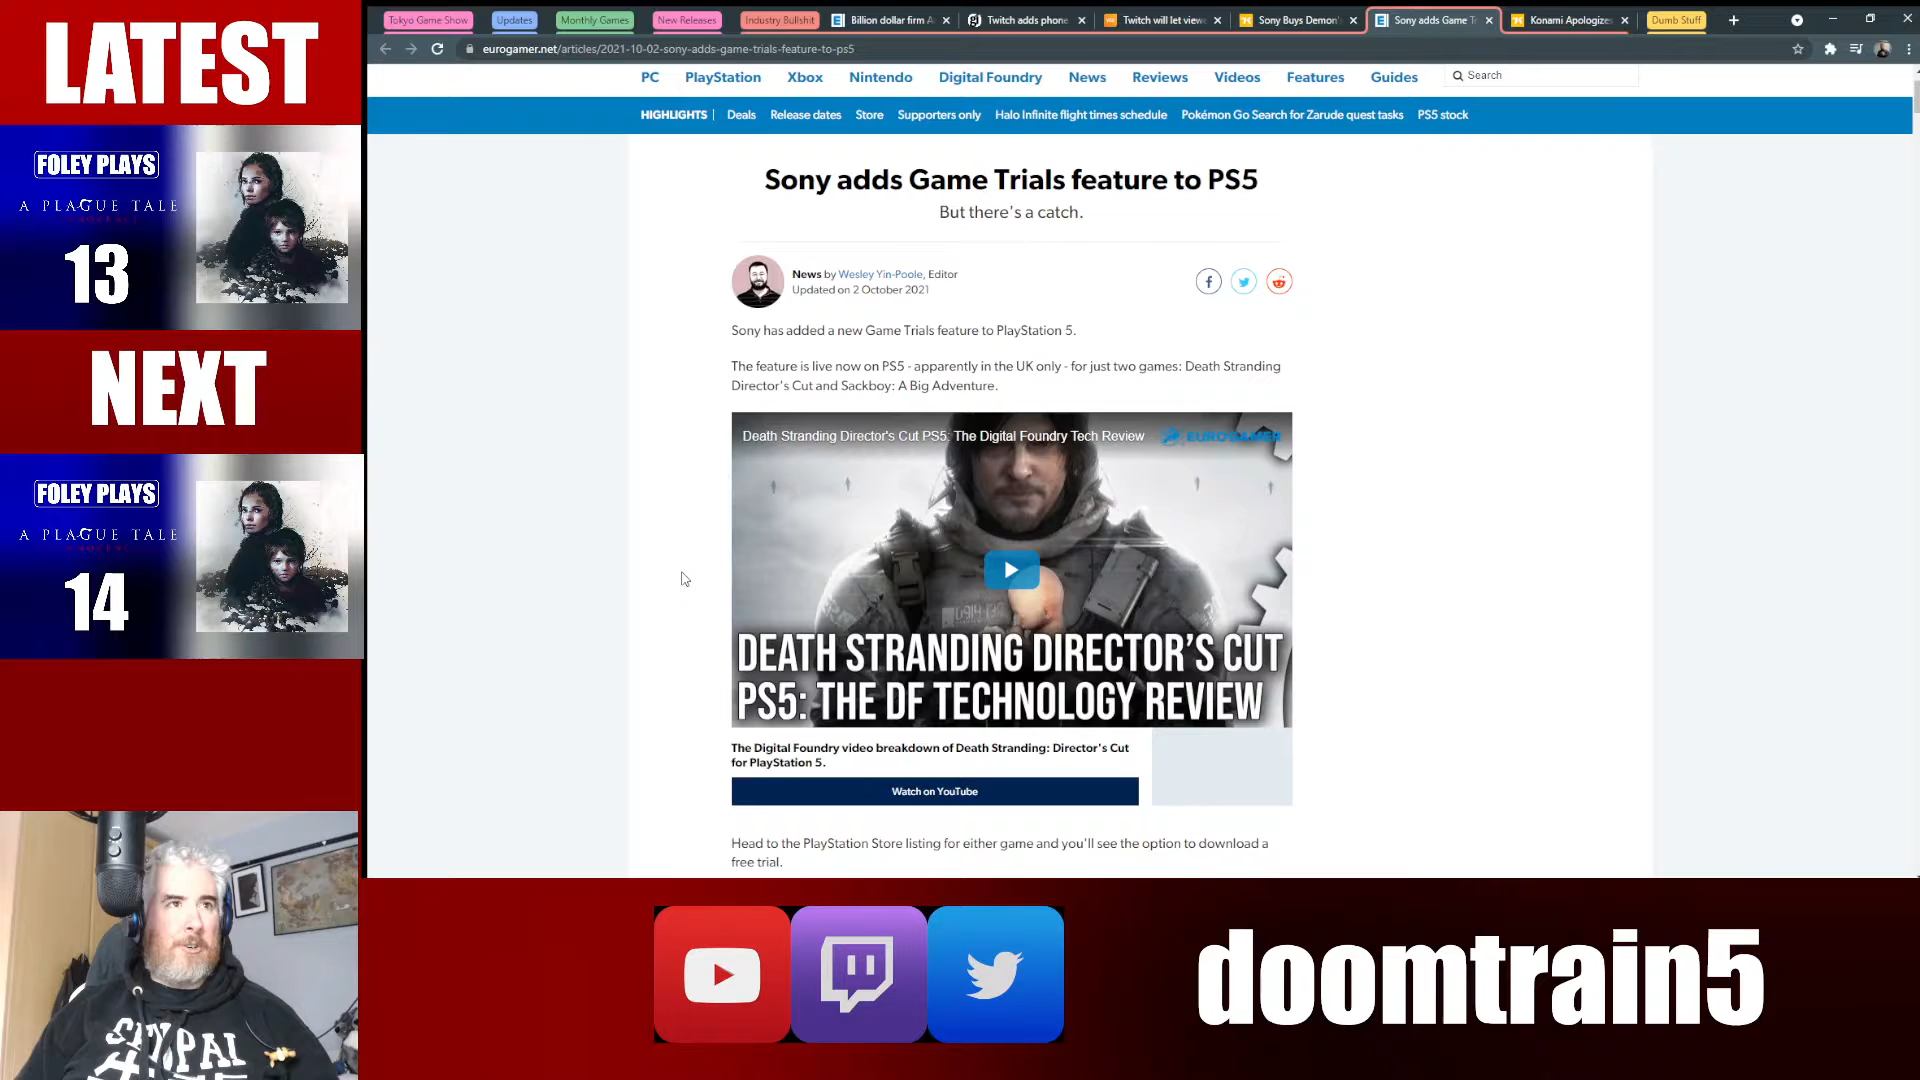 LATEST
FOLEY PLAYS
A PLAGUE TALE
13
NEXT
FOLEY PLAYS
A PLAGUE TALE
14
Tokyo Game Show
Updates
Monthly Games
New Releases
Industry Bullshit
Billion dollar firm
Twitch adds phone
Twitch will let view
Sony Buys Demon'
Sony adds Game T
Konami Apologizes
Dumb Stuff
eurogamer.net/articles/2021-10-02-sony-adds-game-trials-feature-to-ps5
PC PlayStation Xbox Nintendo Digital Foundry News Reviews Videos Features Guides Search
HIGHLIGHTS | Deals Release dates Store Supporters only Halo Infinite flight times schedule Pokémon Go Search for Zarude quest tasks PS5 stock
Sony adds Game Trials feature to PS5
But there's a catch.
News by Wesley Yin-Poole, Editor
Updated on 2 October 2021
Sony has added a new Game Trials feature to PlayStation 5.
The feature is live now on PS5 - apparently in the UK only - for just two games: Death Stranding
Director's Cut and Sackboy: A Big Adventure.
Death Stranding Director's Cut PS5: The Digital Foundry Tech Review
EUROGAMER
DEATH STRANDING DIRECTOR'S CUT
PS5: THE DF TECHNOLOGY REVIEW
The Digital Foundry video breakdown of Death Stranding: Director's Cut
for PlayStation 5.
Watch on YouTube
Head to the PlayStation Store listing for either game and you'll see the option to download a
free trial.
doomtrain5